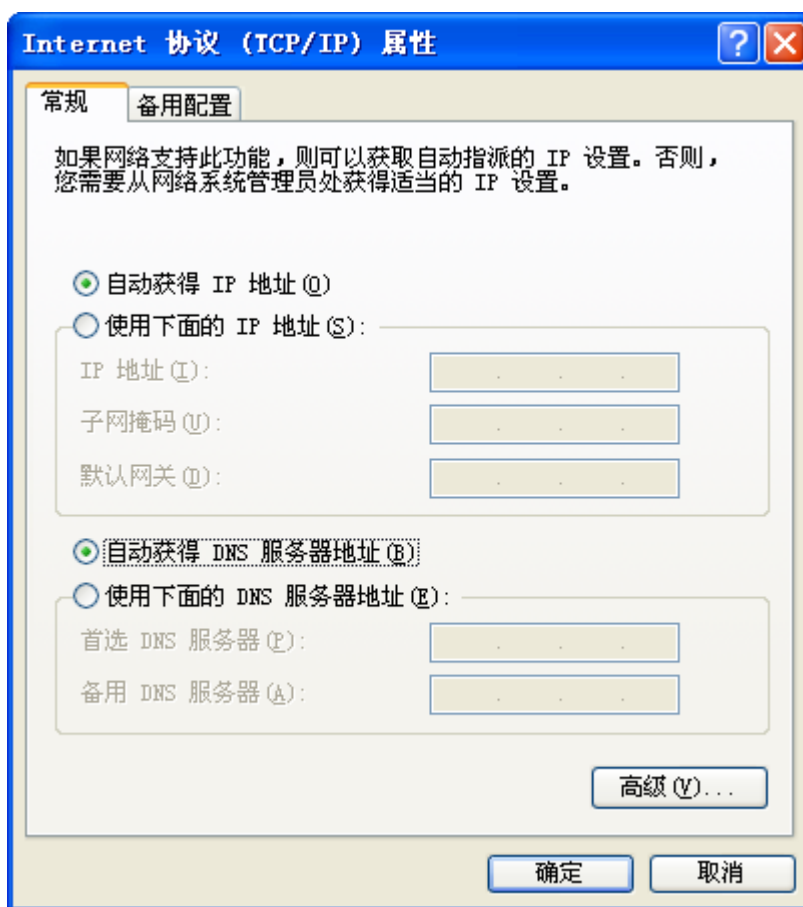 Internet 协议 (TCP/IP) 属性
常规
备用配置
如果网络支持此功能,则可以获取自动指派的 IP 设置。否则,
您需要从网络系统管理员处获得适当的 IP 设置。
自动获得 IP 地址(O)
使用下面的 IP 地址(S):
IP 地址(I):
子网掩码(U):
默认网关(D):
自动获得 DNS 服务器地址(B)
使用下面的 DNS 服务器地址(E):
首选 DNS 服务器(P):
备用 DNS 服务器(A):
高级(V)...
确定
取消